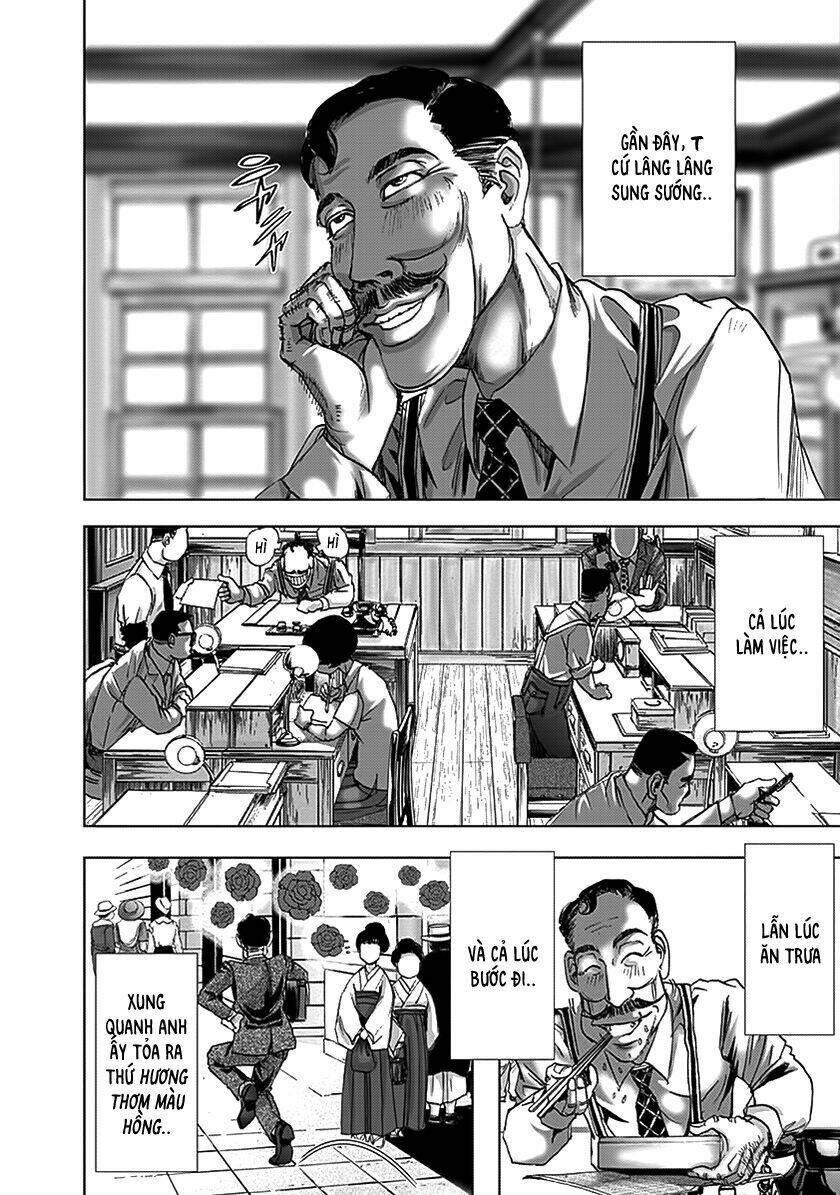 GẦN ĐÂY, T
CỨ LÂNG LÂNG
SUNG SƯỚNG..
HÌ
HÌ
CẢ LÚC
LÀM VIỆC..
LẪN LÚC
ĂN TRƯA
VÀ CẢ LÚC
BƯỚC ĐI..
XUNG
QUANH ANH
ẤY TỎA RA
THỨ HƯƠNG
THƠM MÀU
HỒNG..